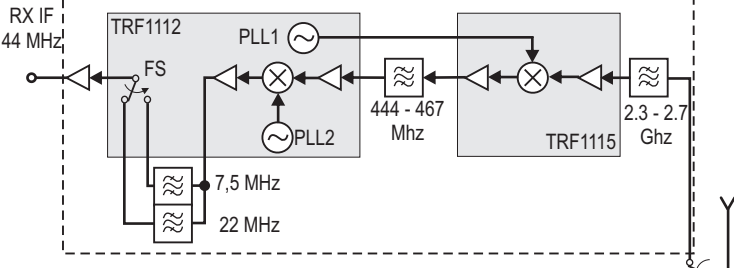 RX IF
44 MHz
TRF1112
PLL1
FS
PLL2
444 - 467
Mhz
TRF1115
2.3 - 2.7
Ghz
7,5 MHz
22 MHz